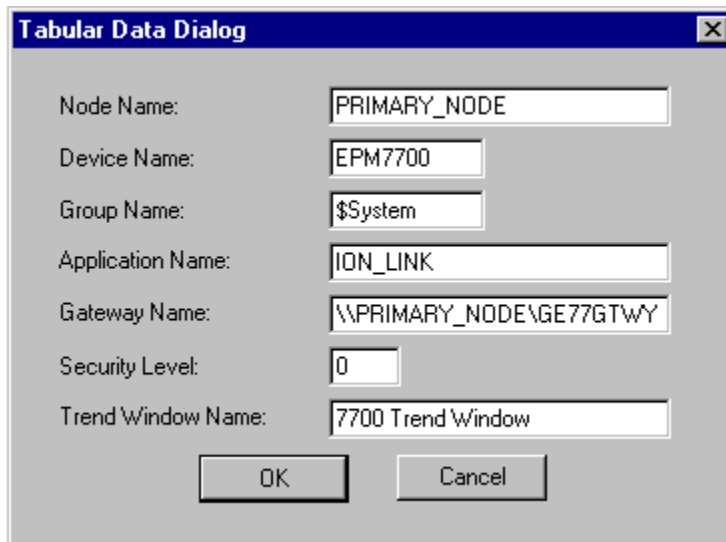 Tabular Data Dialog
Node Name: PRIMARY_NODE
Device Name: EPM7700
Group Name: $System
Application Name: ION_LINK
Gateway Name: \\PRIMARY_NODE\GE77GTWY
Security Level: 0
Trend Window Name: 7700 Trend Window
OK Cancel